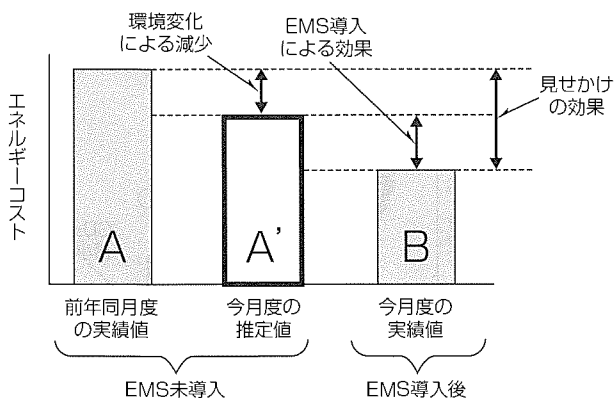 環境変化
による減少
EMS導入
による効果
見せかけ
の効果
エネルギーコスト
A
A’
B
前年同月度
の実績値
今月度の
推定値
今月度の
実績値
EMS未導入
EMS導入後